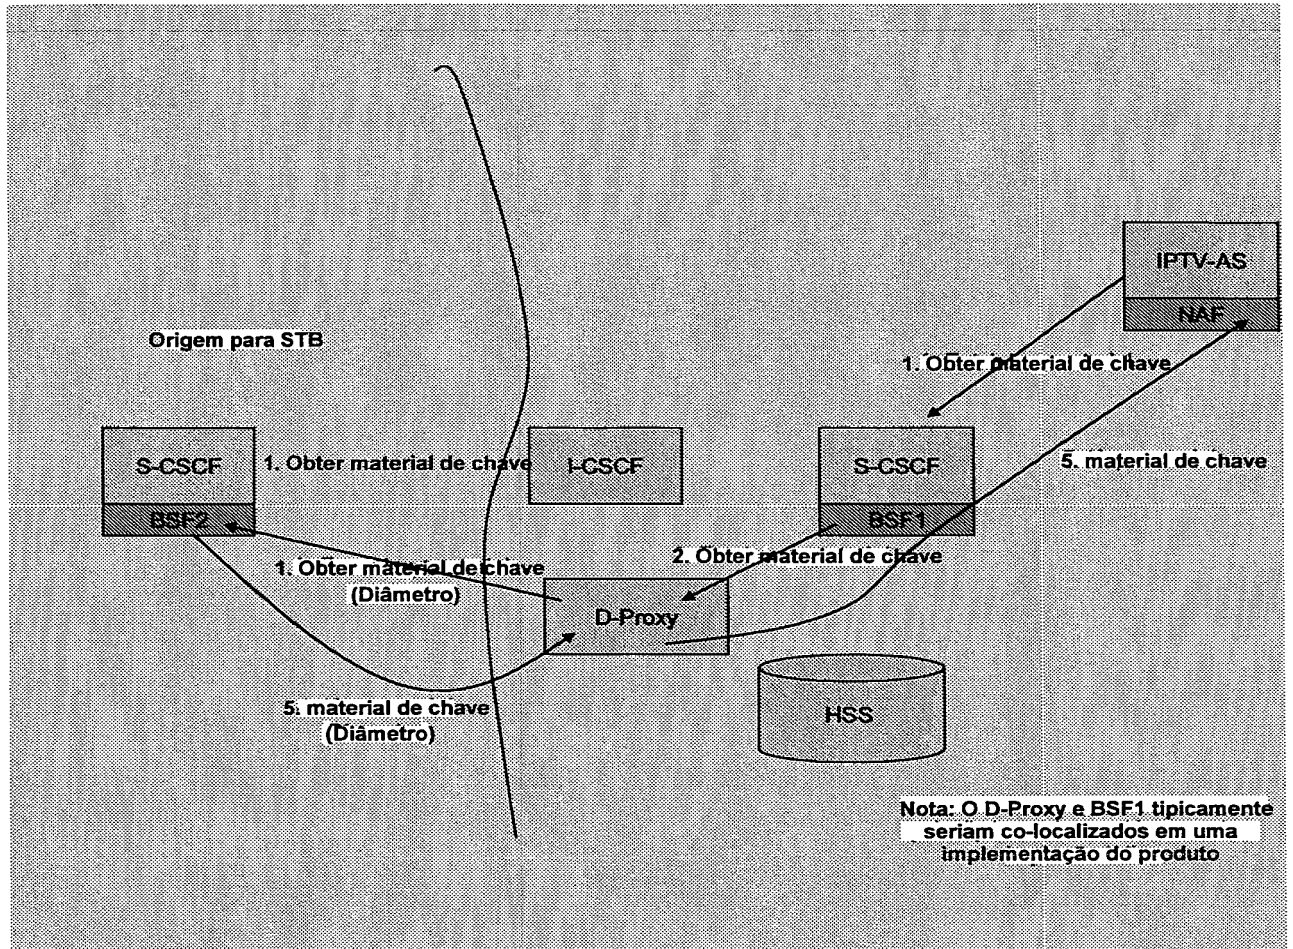 IPTV-AS
NAF
Origem para STB
1. Obter material de chave
S-CSCF
1. Obter material de chave
I-CSCF
S-CSCF
5. material de chave
BSF2
BSF1
2. Obter material de chave
1. Obter material de chave
(Diâmetro)
D-Proxy
5. material de chave
(Diâmetro)
HSS
Nota: O D-Proxy e BSF1 tipicamente
seriam co-localizados em uma
implementação do produto